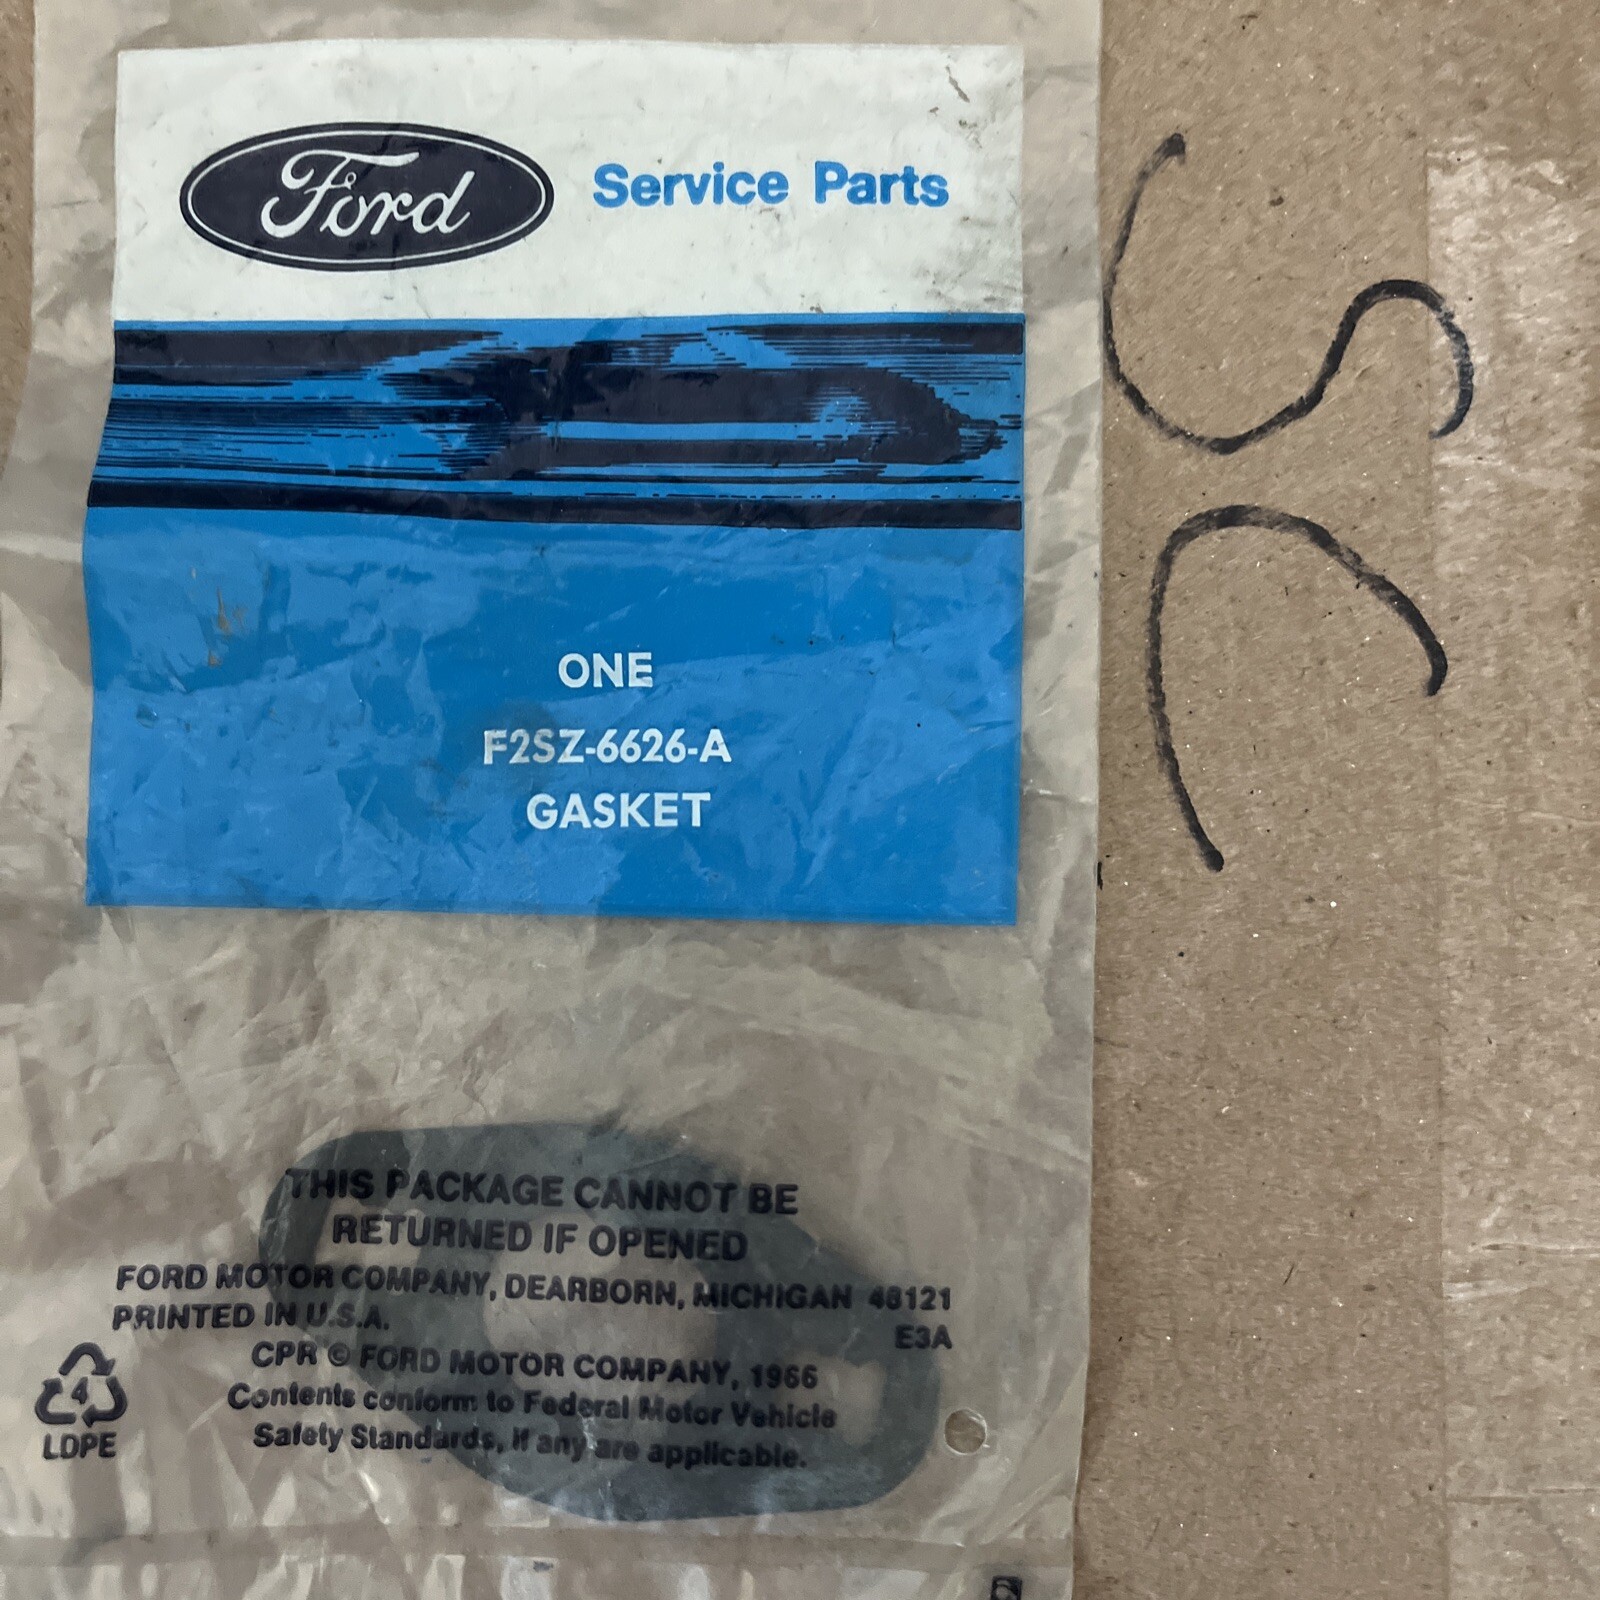 Ford Service Parts
ONE
F2SZ-6626-A
GASKET
THIS PACKAGE CANNOT BE
RETURNED IF OPENED
FORD MOTOR COMPANY, DEARBORN, MICHIGAN 48121
PRINTED IN U.S.A.
E3A
CPR © FORD MOTOR COMPANY, 1966
Contents conform to Federal Motor Vehicle
Safety Standards, if any are applicable.
4
LDPE